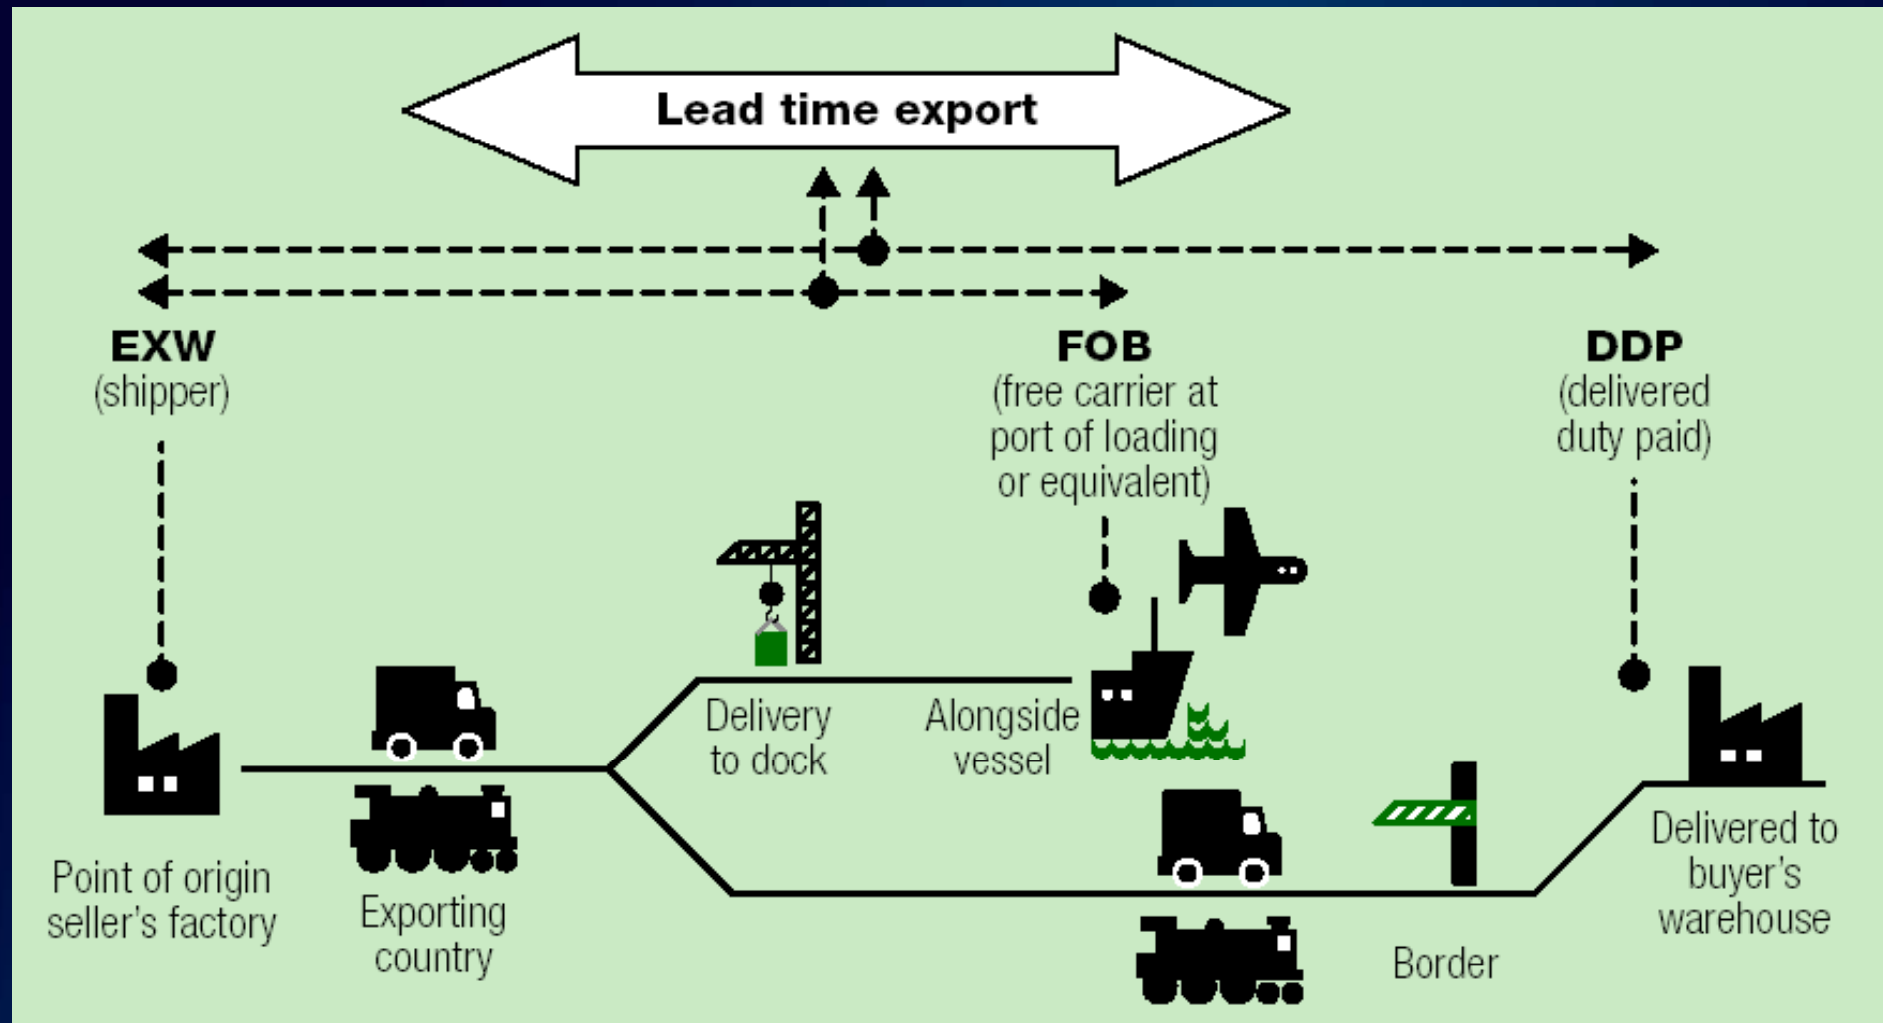 Lead time export
EXW
(shipper)
FOB
(free carrier at
port of loading
or equivalent)
DDP
(delivered
duty paid)
Delivery
to dock
Alongside
vessel
Point of origin
seller's factory
Exporting
country
Border
Delivered to
buyer's
warehouse